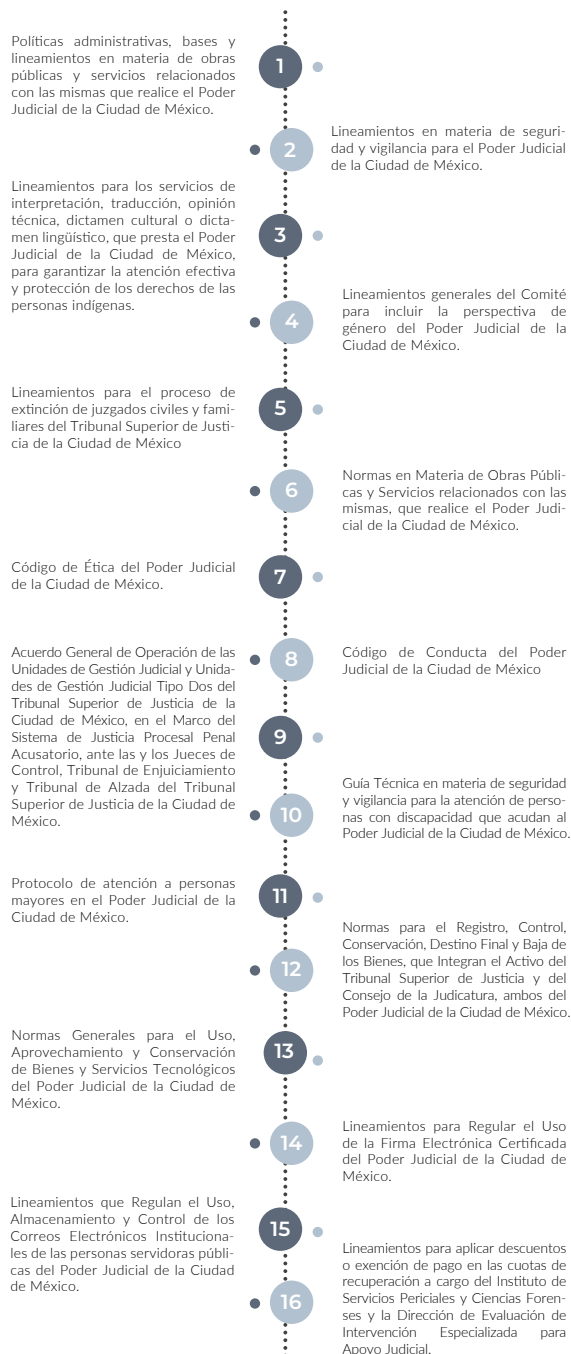 Políticas administrativas, bases y
lineamientos en materia de obras
públicas y servicios relacionados
con las mismas que realice el Poder
Judicial de la Ciudad de México.
1
Lineamientos en materia de seguri-
dad y vigilancia para el Poder Judicial
de la Ciudad de México.
2
Lineamientos para los servicios de
interpretación, traducción, opinión
técnica, dictamen cultural o dicta-
men lingüístico, que presta el Poder
Judicial de la Ciudad de México,
para garantizar la atención efectiva
y protección de los derechos de las
personas indígenas.
3
Lineamientos generales del Comité
para incluir la perspectiva de
género del Poder Judicial de la
Ciudad de México.
4
Lineamientos para el proceso de
extinción de juzgados civiles y fami-
liares del Tribunal Superior de Justi-
cia de la Ciudad de México
5
Normas en Materia de Obras Públi-
cas y Servicios relacionados con las
mismas, que realice el Poder Judi-
cial de la Ciudad de México.
6
Código de Ética del Poder Judicial
de la Ciudad de México.
7
Código de Conducta del Poder
Judicial de la Ciudad de México
8
Acuerdo General de Operación de las
Unidades de Gestión Judicial y Unida-
des de Gestión Judicial Tipo Dos del
Tribunal Superior de Justicia de la
Ciudad de México, en el Marco del
Sistema de Justicia Procesal Penal
Acusatorio, ante las y los Jueces de
Control, Tribunal de Enjuiciamiento
y Tribunal de Alzada del Tribunal
Superior de Justicia de la Ciudad de
México.
9
Guía Técnica en materia de seguridad
y vigilancia para la atención de perso-
nas con discapacidad que acudan al
Poder Judicial de la Ciudad de México.
10
Protocolo de atención a personas
mayores en el Poder Judicial de la
Ciudad de México.
11
Normas para el Registro, Control,
Conservación, Destino Final y Baja de
los Bienes, que Integran el Activo del
Tribunal Superior de Justicia y del
Consejo de la Judicatura, ambos del
Poder Judicial de la Ciudad de México.
12
Normas Generales para el Uso,
Aprovechamiento y Conservación
de Bienes y Servicios Tecnológicos
del Poder Judicial de la Ciudad de
México.
13
Lineamientos para Regular el Uso
de la Firma Electrónica Certificada
del Poder Judicial de la Ciudad de
México.
14
Lineamientos que Regulan el Uso,
Almacenamiento y Control de los
Correos Electrónicos Instituciona-
les de las personas servidoras públi-
cas del Poder Judicial de la Ciudad
de México.
15
Lineamientos para aplicar descuentos
o exención de pago en las cuotas de
recuperación a cargo del Instituto de
Servicios Periciales y Ciencias Foren-
ses y la Dirección de Evaluación de
Intervención Especializada para
Apoyo Judicial.
16